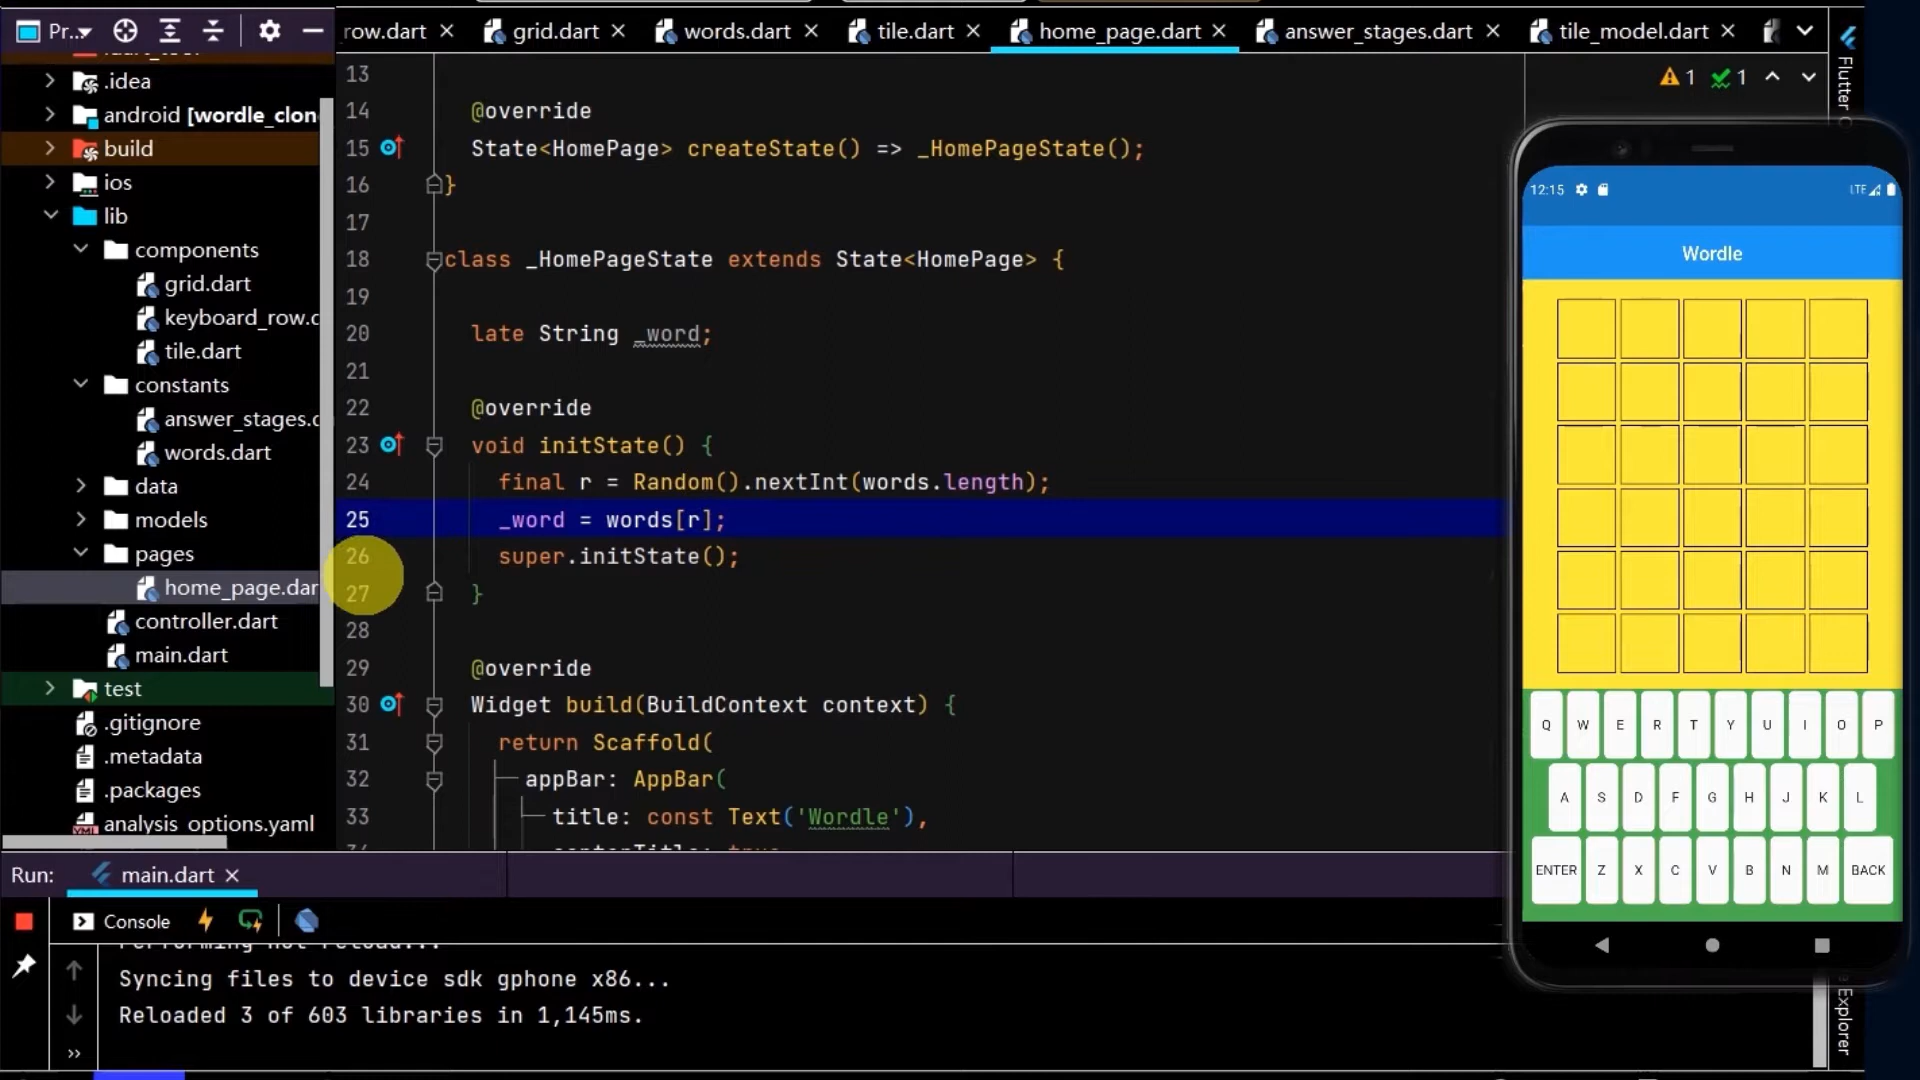 Pr...
row.dart
grid.dart
words.dart
tile.dart
home_page.dart
answer_stages.dart
tile_model.dart
.idea
android [wordle_clon
build
ios
lib
components
grid.dart
keyboard_row.d
tile.dart
constants
answer_stages.d
words.dart
data
models
pages
home_page.dar
controller.dart
main.dart
test
.gitignore
.metadata
.packages
analysis_options.yaml
1 1
13
14 @override
15 State<HomePage> createState() => _HomePageState();
16 }
17
18 class _HomePageState extends State<HomePage> {
19
20 late String _word;
21
22 @override
23 void initState() {
24 final r = Random().nextInt(words.length);
25 _word = words[r];
26 super.initState();
27 }
28
29 @override
30 Widget build(BuildContext context) {
31 return Scaffold(
32 appBar: AppBar(
33 title: const Text('Wordle'),
Flutter
Explorer
12:15 LTE
Wordle
Q W E R T Y U I O P
A S D F G H J K L
ENTER Z X C V B N M BACK
Run: main.dart
Console
Performing hot reload...
Syncing files to device sdk gphone x86...
Reloaded 3 of 603 libraries in 1,145ms.